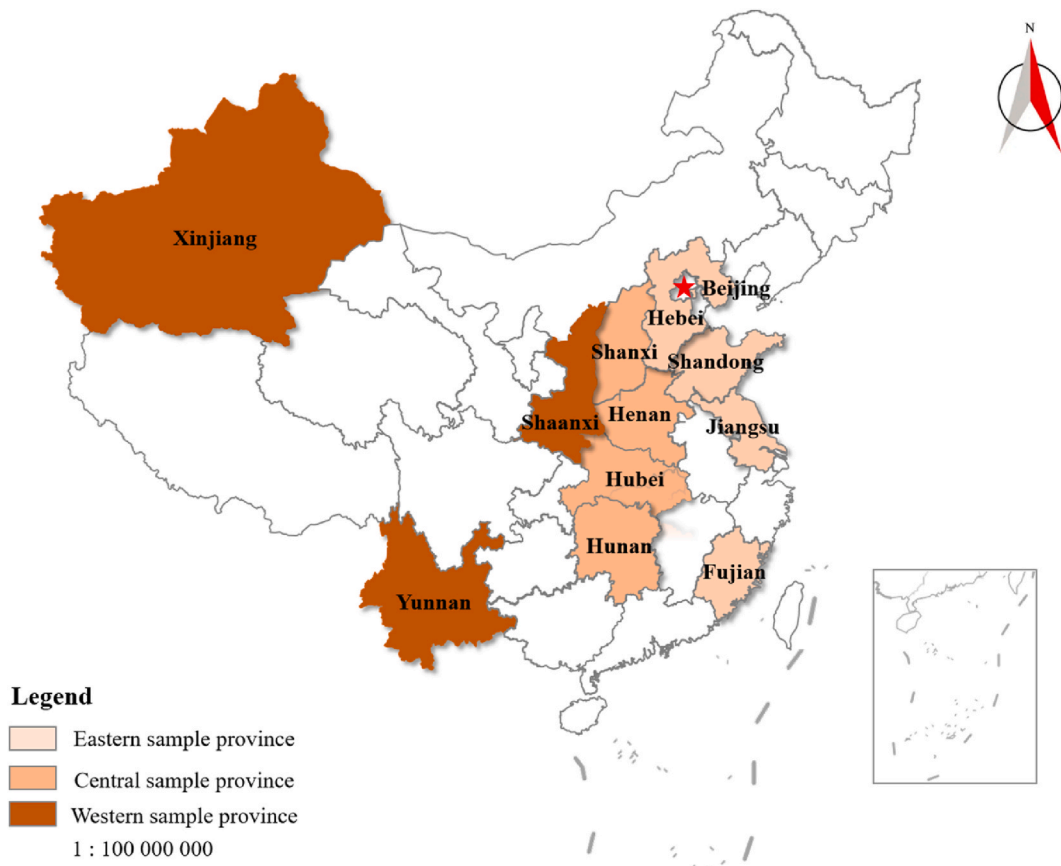 N
Xinjiang
Beijing
Hebei
Shanxi
Shandong
Shaanxi
Henan
Jiangsu
Hubei
Hunan
Fujian
Yunnan
Legend
Eastern sample province
Central sample province
Western sample province
1 : 100 000 000